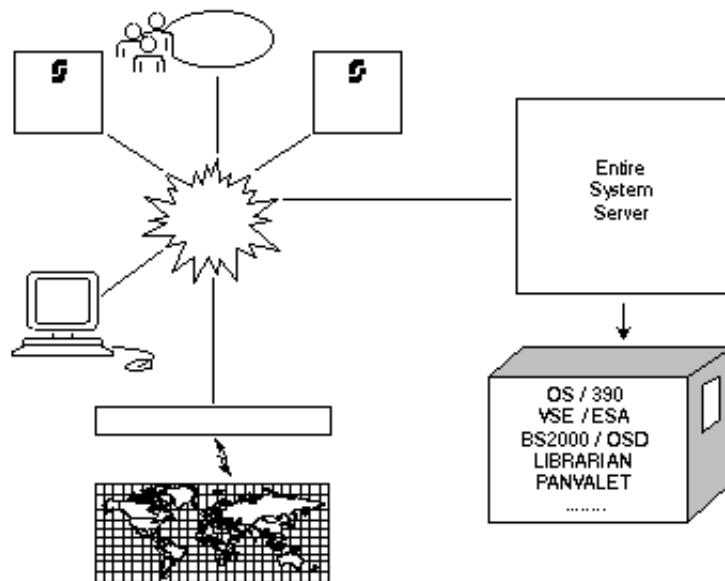 Entire
System
Server
OS / 390
VSE / ESA
BS2000 / OSD
LIBRARIAN
PANVALET
........